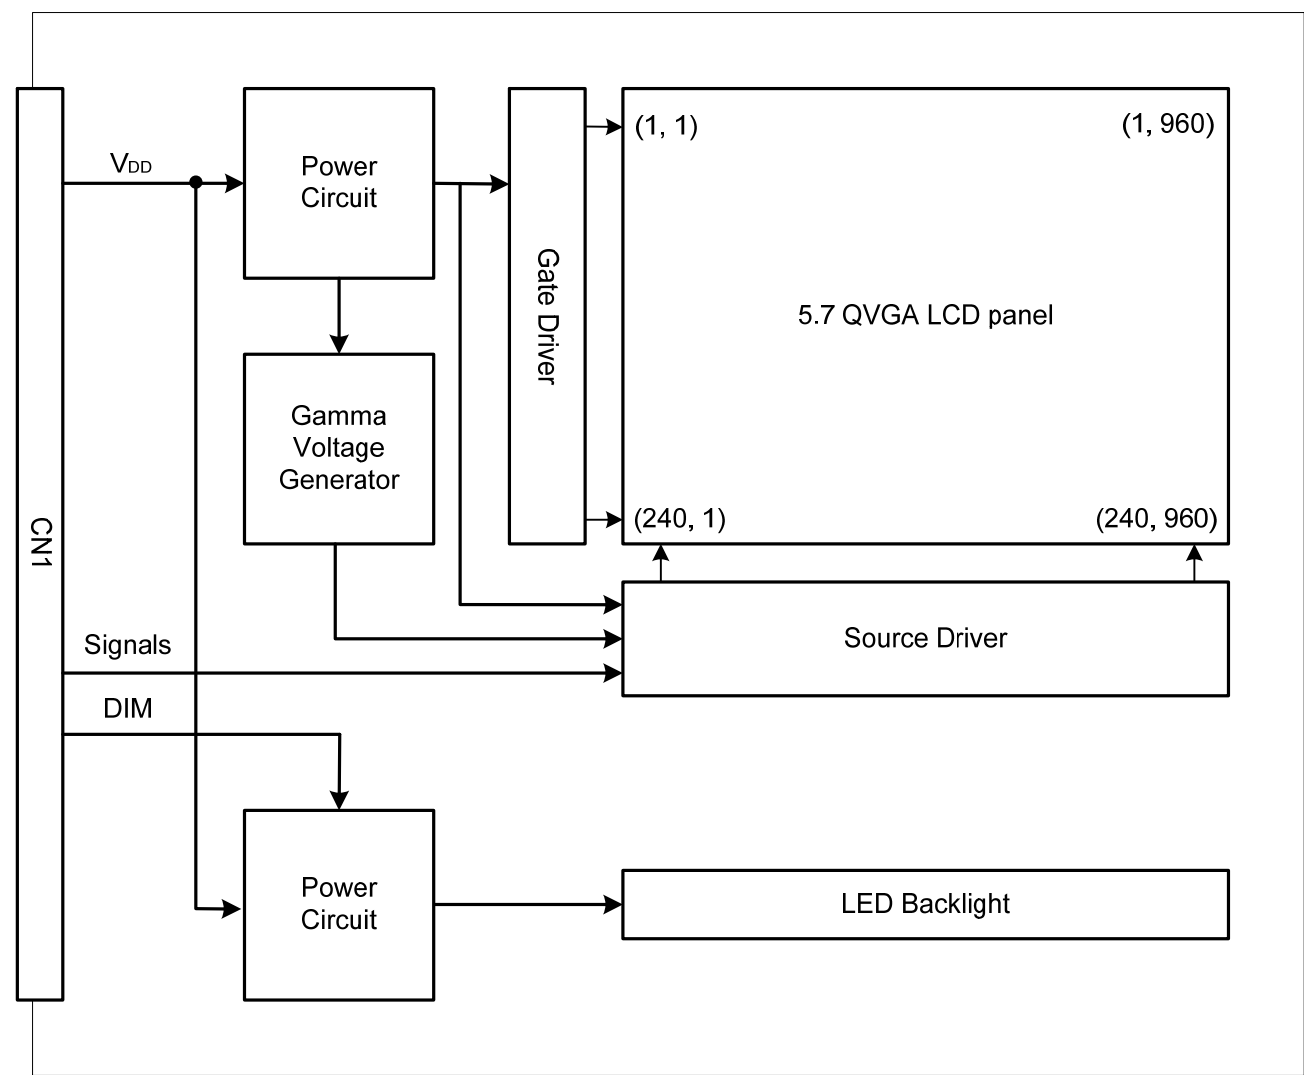 (1, 1)
(1, 960)
VDD
Power
Circuit
Gate Driver
5.7 QVGA LCD panel
Gamma
Voltage
Generator
(240, 1)
(240, 960)
CN1
Signals
Source Driver
DIM
Power
Circuit
LED Backlight